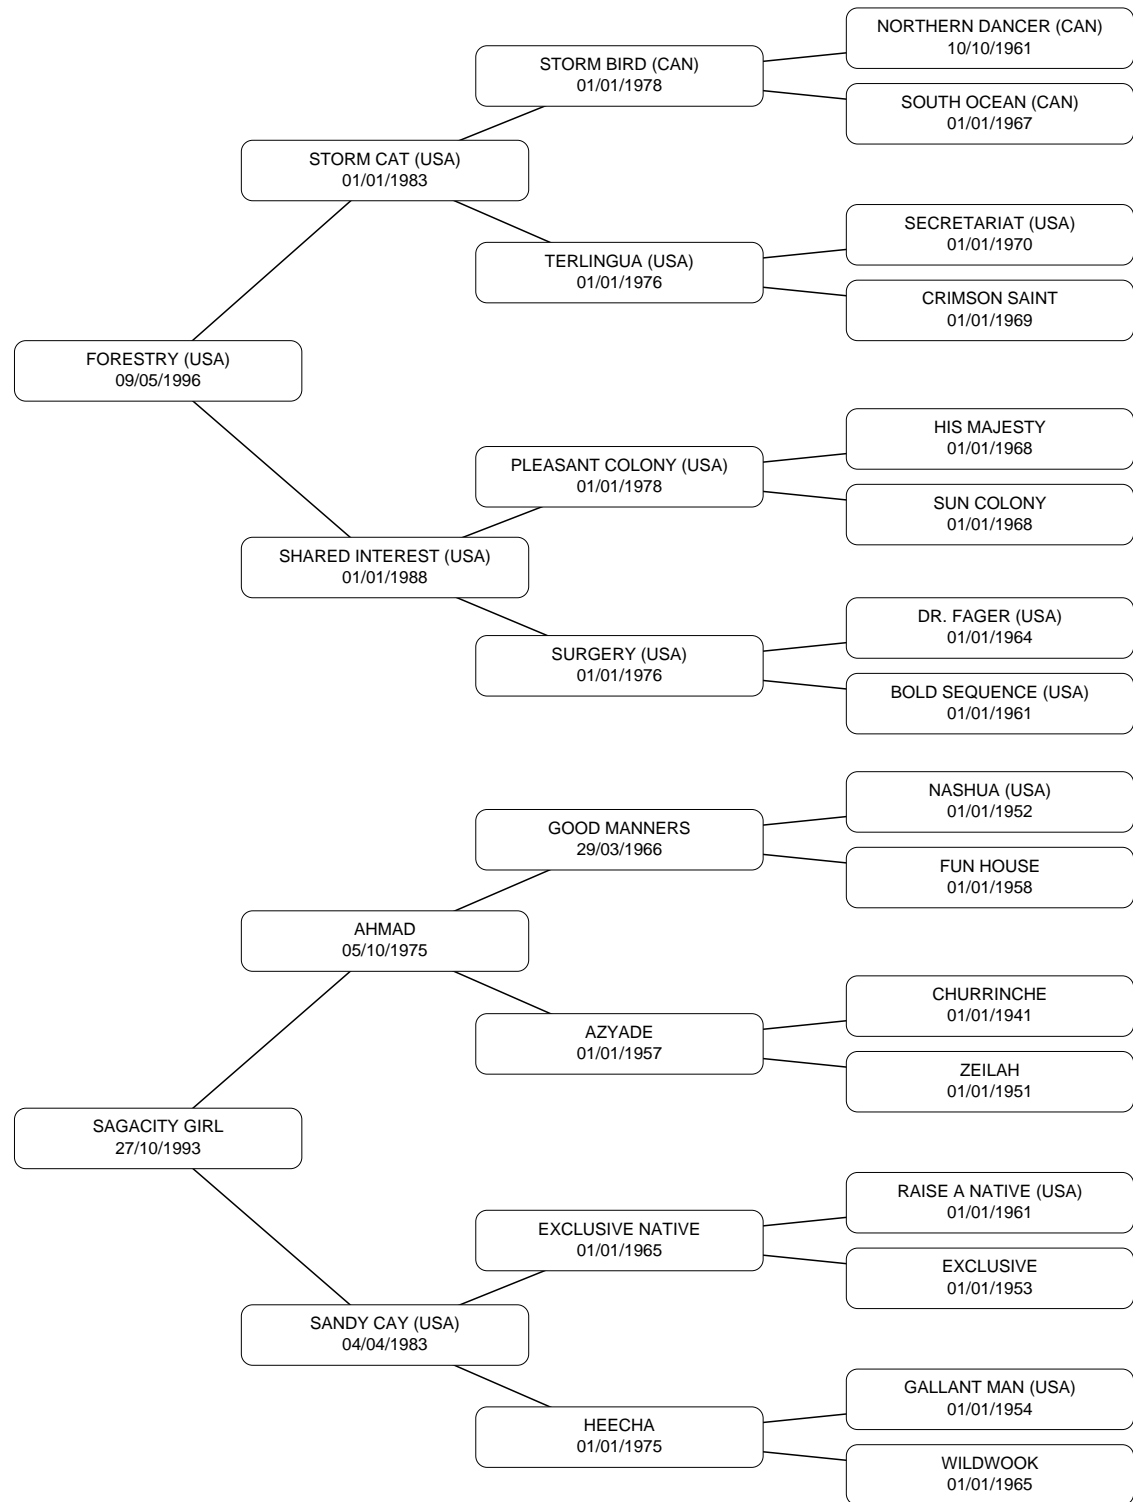 NORTHERN DANCER (CAN)
10/10/1961
STORM BIRD (CAN)
01/01/1978
SOUTH OCEAN (CAN)
01/01/1967
STORM CAT (USA)
01/01/1983
SECRETARIAT (USA)
01/01/1970
TERLINGUA (USA)
01/01/1976
CRIMSON SAINT
01/01/1969
FORESTRY (USA)
09/05/1996
HIS MAJESTY
01/01/1968
PLEASANT COLONY (USA)
01/01/1978
SUN COLONY
01/01/1968
SHARED INTEREST (USA)
01/01/1988
DR. FAGER (USA)
01/01/1964
SURGERY (USA)
01/01/1976
BOLD SEQUENCE (USA)
01/01/1961
NASHUA (USA)
01/01/1952
GOOD MANNERS
29/03/1966
FUN HOUSE
01/01/1958
AHMAD
05/10/1975
CHURRINCHE
01/01/1941
AZYADE
01/01/1957
ZEILAH
01/01/1951
SAGACITY GIRL
27/10/1993
RAISE A NATIVE (USA)
01/01/1961
EXCLUSIVE NATIVE
01/01/1965
EXCLUSIVE
01/01/1953
SANDY CAY (USA)
04/04/1983
GALLANT MAN (USA)
01/01/1954
HEECHA
01/01/1975
WILDWOOK
01/01/1965